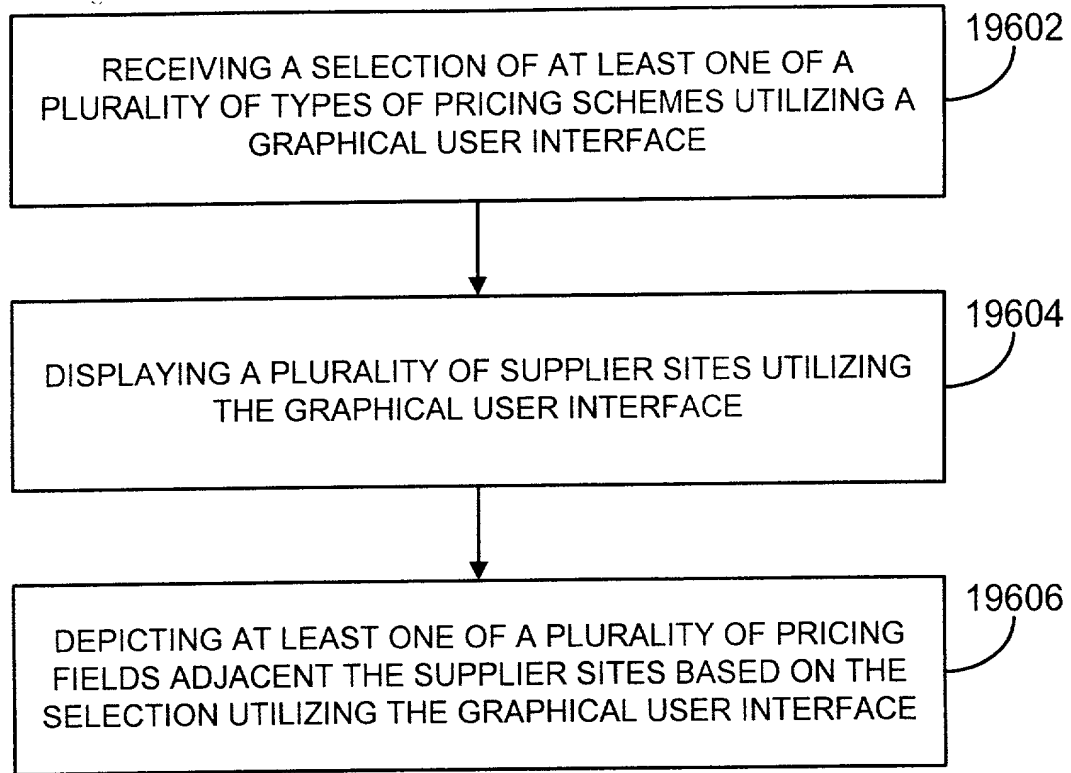 19602
RECEIVING A SELECTION OF AT LEAST ONE OF A
PLURALITY OF TYPES OF PRICING SCHEMES UTILIZING A
GRAPHICAL USER INTERFACE
19604
DISPLAYING A PLURALITY OF SUPPLIER SITES UTILIZING
THE GRAPHICAL USER INTERFACE
19606
DEPICTING AT LEAST ONE OF A PLURALITY OF PRICING
FIELDS ADJACENT THE SUPPLIER SITES BASED ON THE
SELECTION UTILIZING THE GRAPHICAL USER INTERFACE